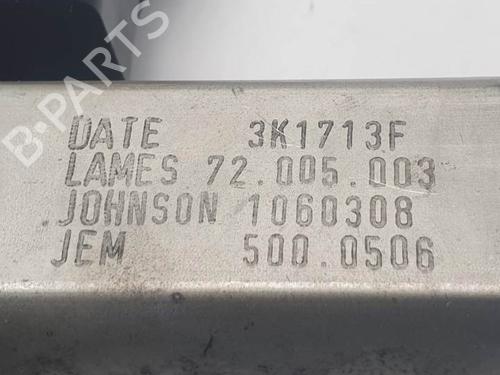 B-PARTS
DATE 3K1713F
LAMES 72.005.003
JOHNSON 1060308
JEM 500.0506